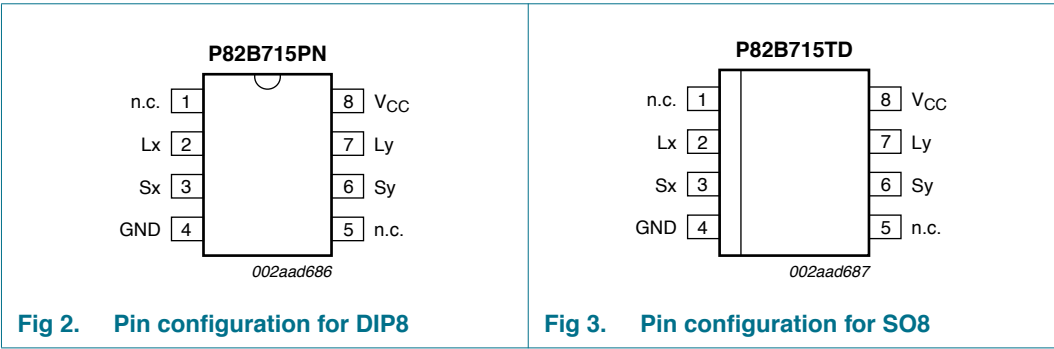 P82B715PN
n.c. 1 8 VCC
Lx 2 7 Ly
Sx 3 6 Sy
GND 4 5 n.c.
002aad686
Fig 2. Pin configuration for DIP8
P82B715TD
n.c. 1 8 VCC
Lx 2 7 Ly
Sx 3 6 Sy
GND 4 5 n.c.
002aad687
Fig 3. Pin configuration for SO8